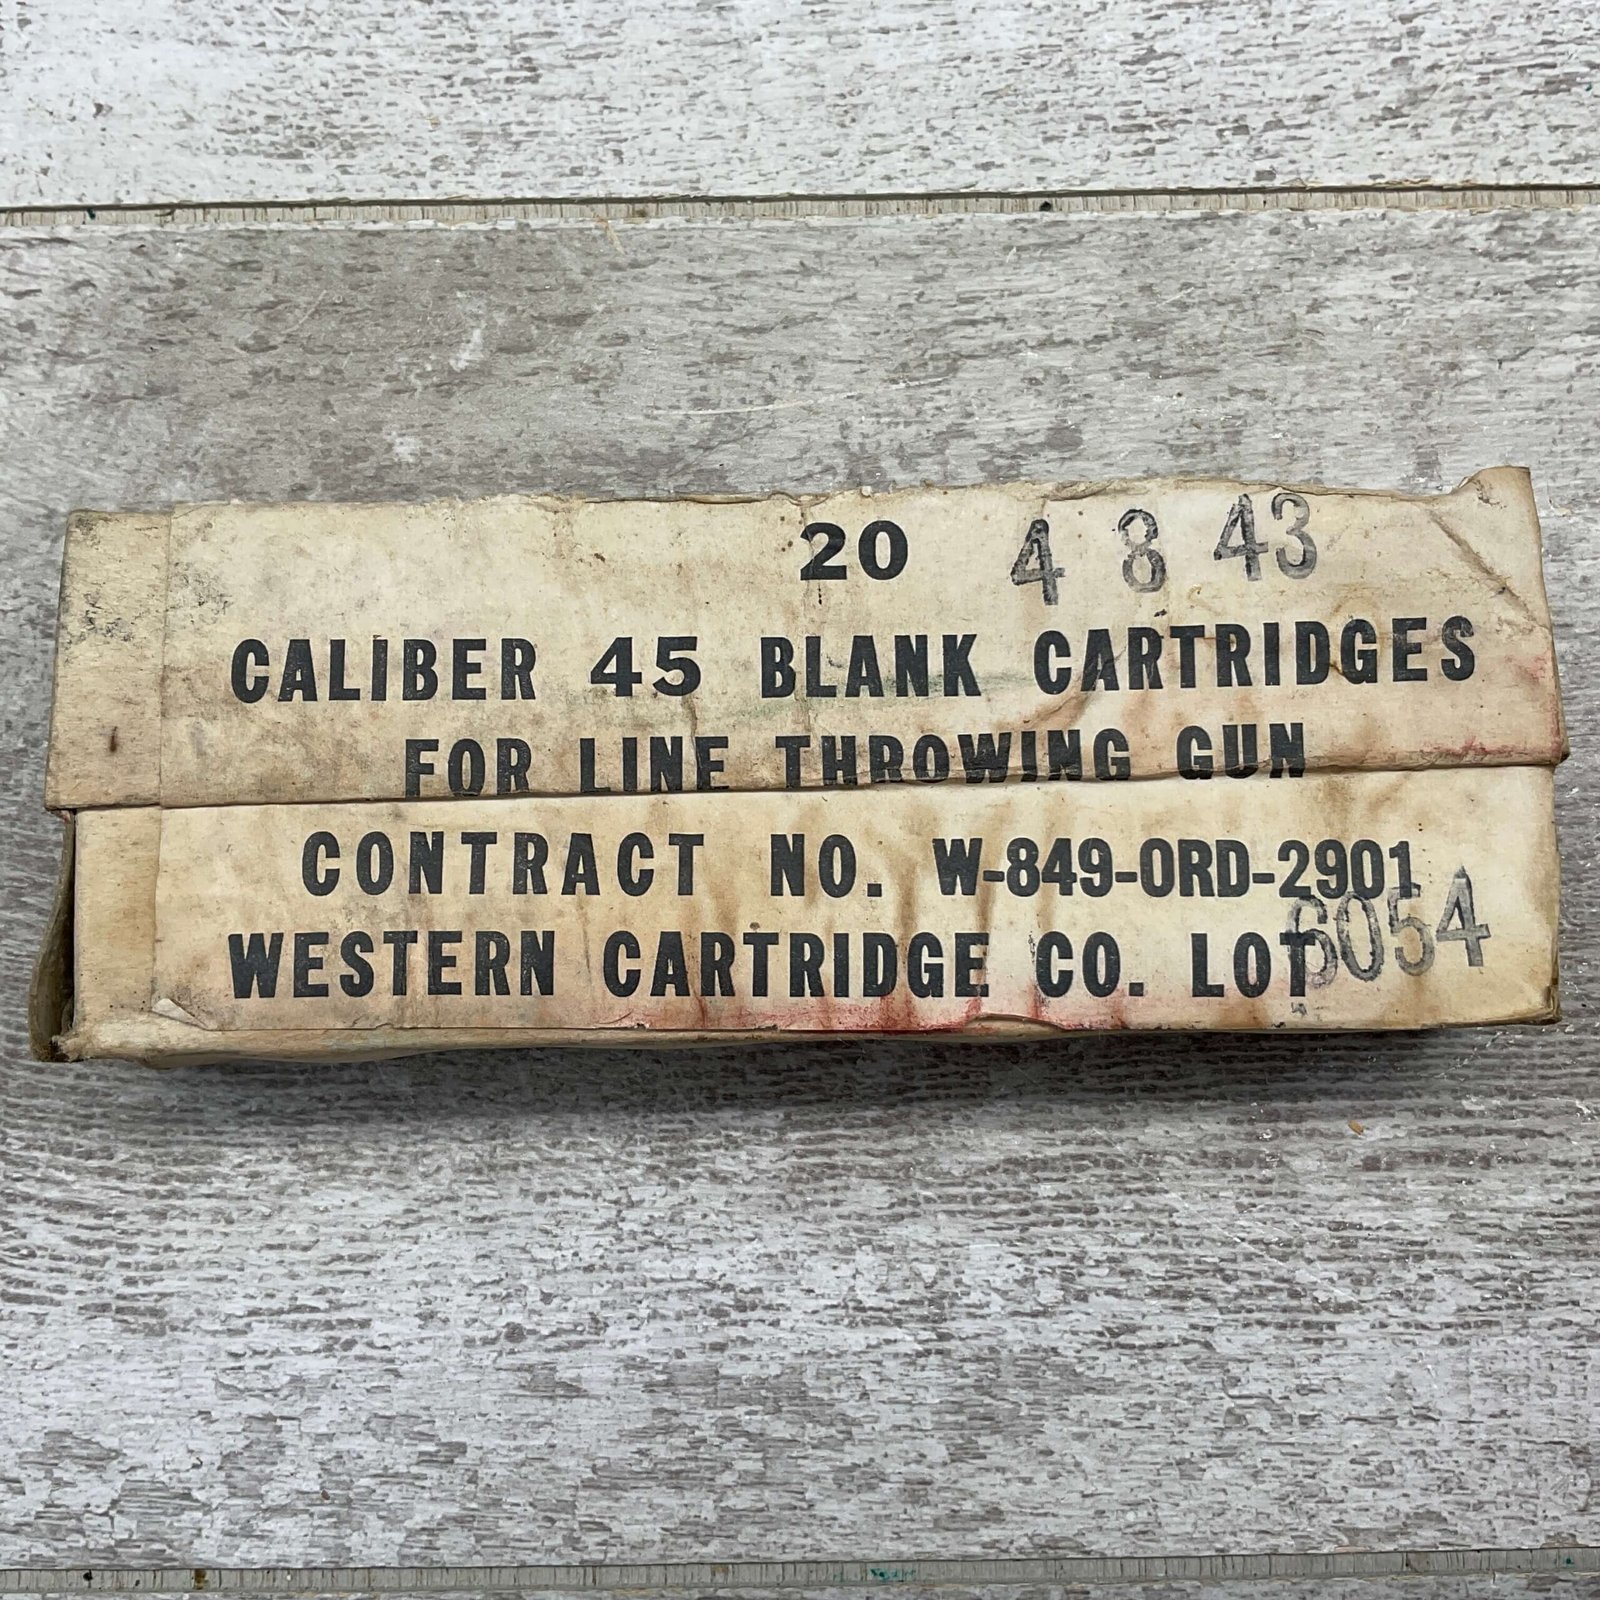 20 4 8 43
CALIBER 45 BLANK CARTRIDGES
FOR LINE THROWING GUN
CONTRACT NO. W-849-ORD-2901
WESTERN CARTRIDGE CO. LOT 6054